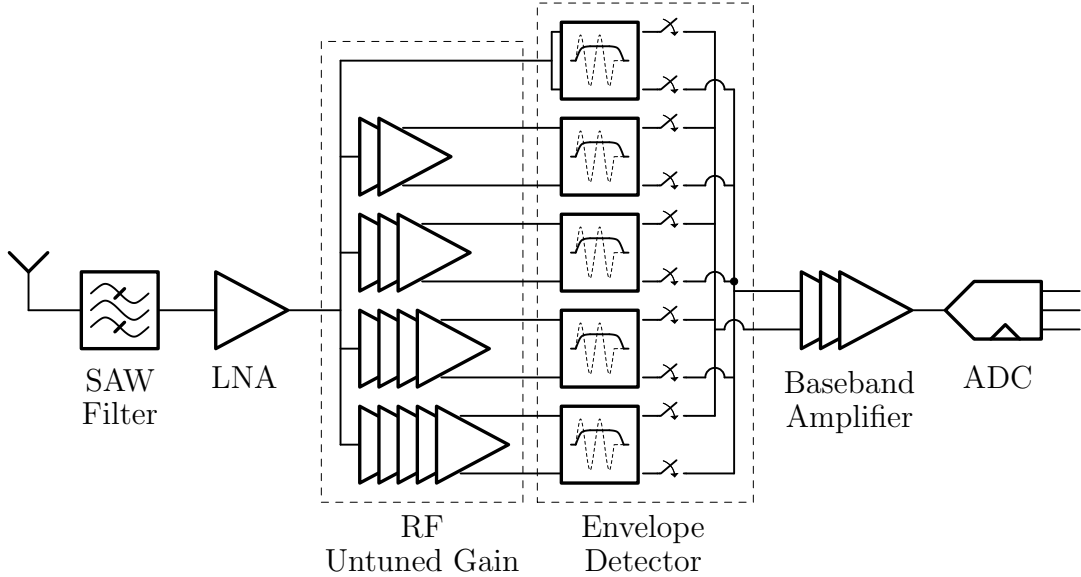 SAW
Filter
LNA
RF
Untuned Gain
Envelope
Detector
Baseband
Amplifier
ADC